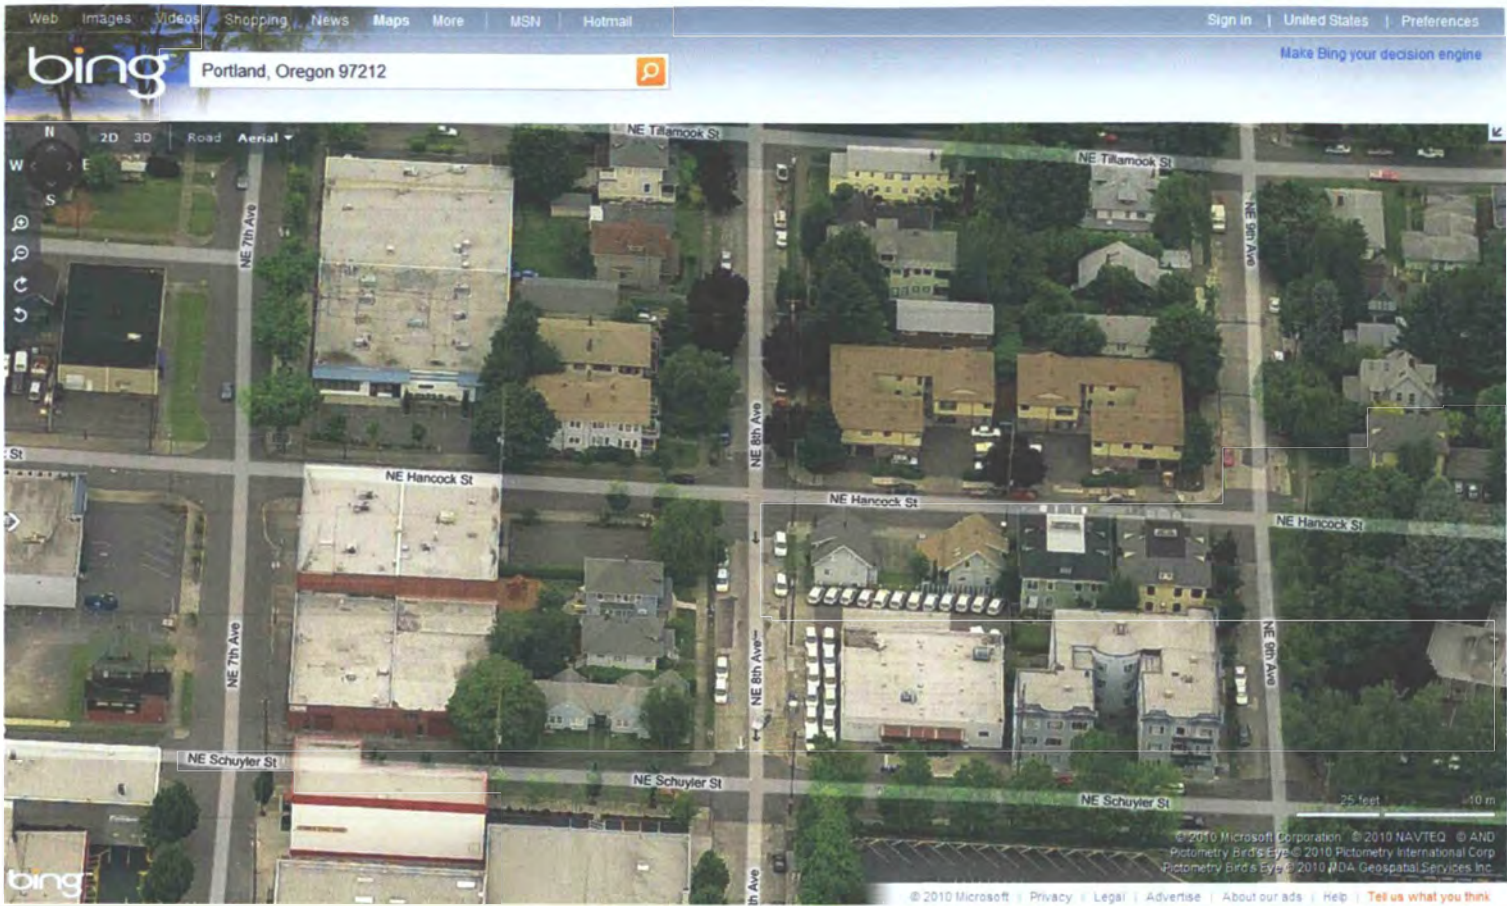 Web Images Videos Shopping News Maps More | MSN | Hotmail
Sign in | United States | Preferences
bing
Portland, Oregon 97212
Make Bing your decision engine
N
2D 3D | Road Aerial
W E
S
NE Tillamook St
NE Tillamook St
NE 7th Ave
NE 9th Ave
NE 8th Ave
St
NE Hancock St
NE Hancock St
NE Hancock St
NE 7th Ave
NE 8th Ave
NE 9th Ave
NE Schuyler St
NE Schuyler St
NE Schuyler St
th Ave
25 feet 10 m
© 2010 Microsoft Corporation © 2010 NAVTEQ © AND
Pictometry Bird's Eye © 2010 Pictometry International Corp
Pictometry Bird's Eye © 2010 MDA Geospatial Services Inc.
bing
© 2010 Microsoft | Privacy | Legal | Advertise | About our ads | Help | Tell us what you think